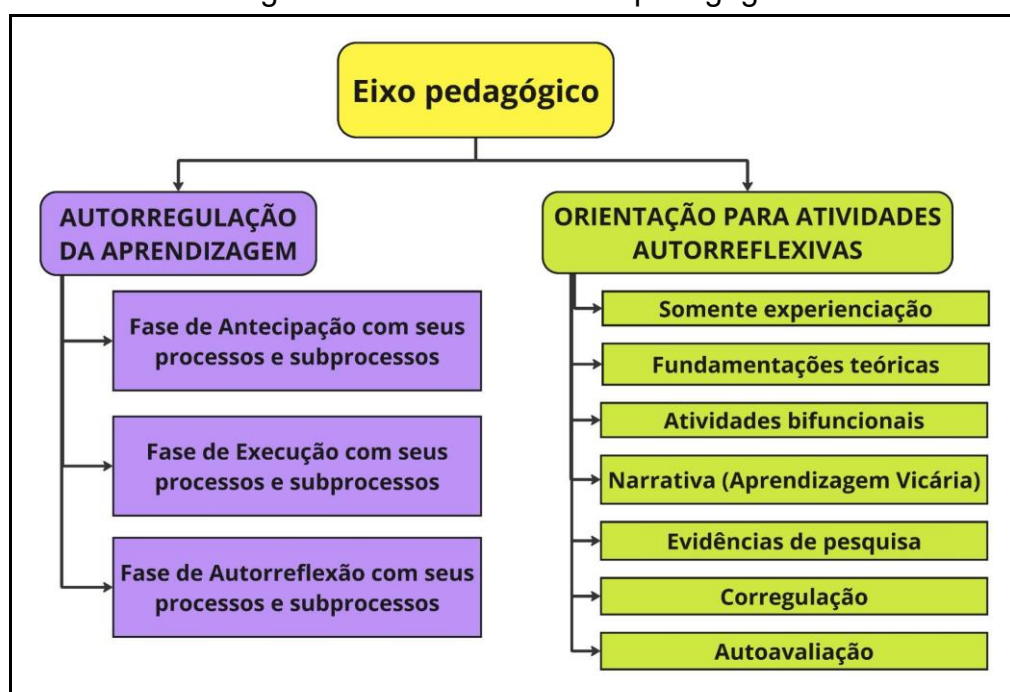 Eixo pedagógico
AUTORREGULAÇÃO
DA APRENDIZAGEM
Fase de Antecipação com seus
processos e subprocessos
Fase de Execução com seus
processos e subprocessos
Fase de Autorreflexão com seus
processos e subprocessos
ORIENTAÇÃO PARA ATIVIDADES
AUTORREFLEXIVAS
Somente experienciação
Fundamentações teóricas
Atividades bifuncionais
Narrativa (Aprendizagem Vicária)
Evidências de pesquisa
Corregulação
Autoavaliação